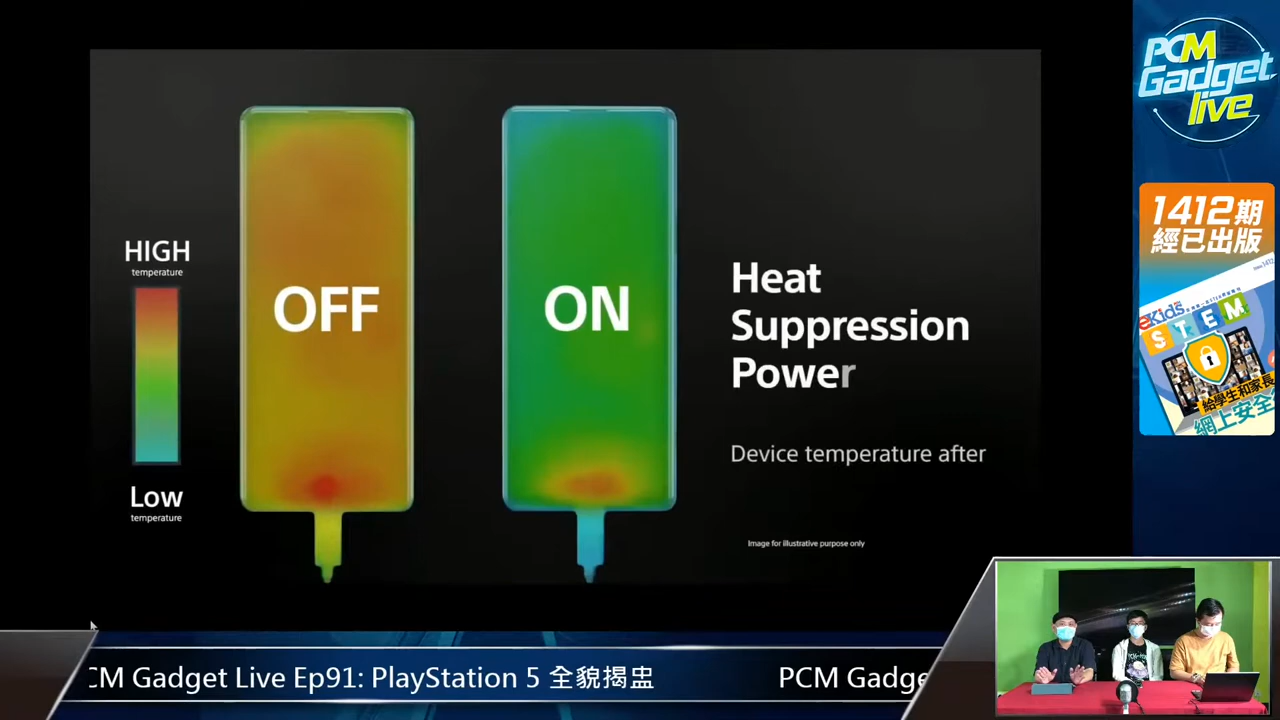 HIGH
temperature
Low
temperature
OFF
ON
Heat
Suppression
Power
Device temperature after
Image for illustrative purpose only
PCM
Gadget
live
1412期
經已出版
eKids
STEM
給學生和家長
網上安全
CM Gadget Live Ep91: PlayStation 5 全貌揭盅
PCM Gadge